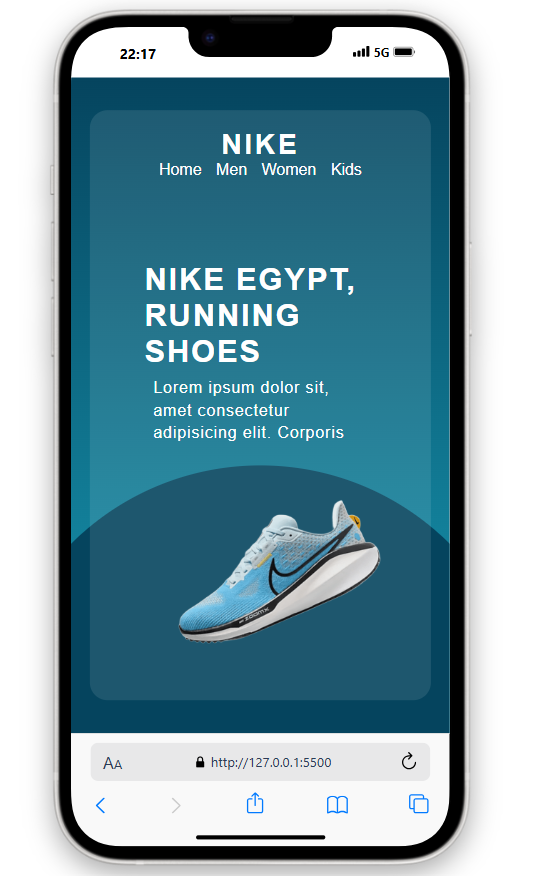 22:17 5G
NIKE
Home Men Women Kids
NIKE EGYPT,
RUNNING
SHOES
Lorem ipsum dolor sit,
amet consectetur
adipisicing elit. Corporis
ZOOMX
AA http://127.0.0.1:5500